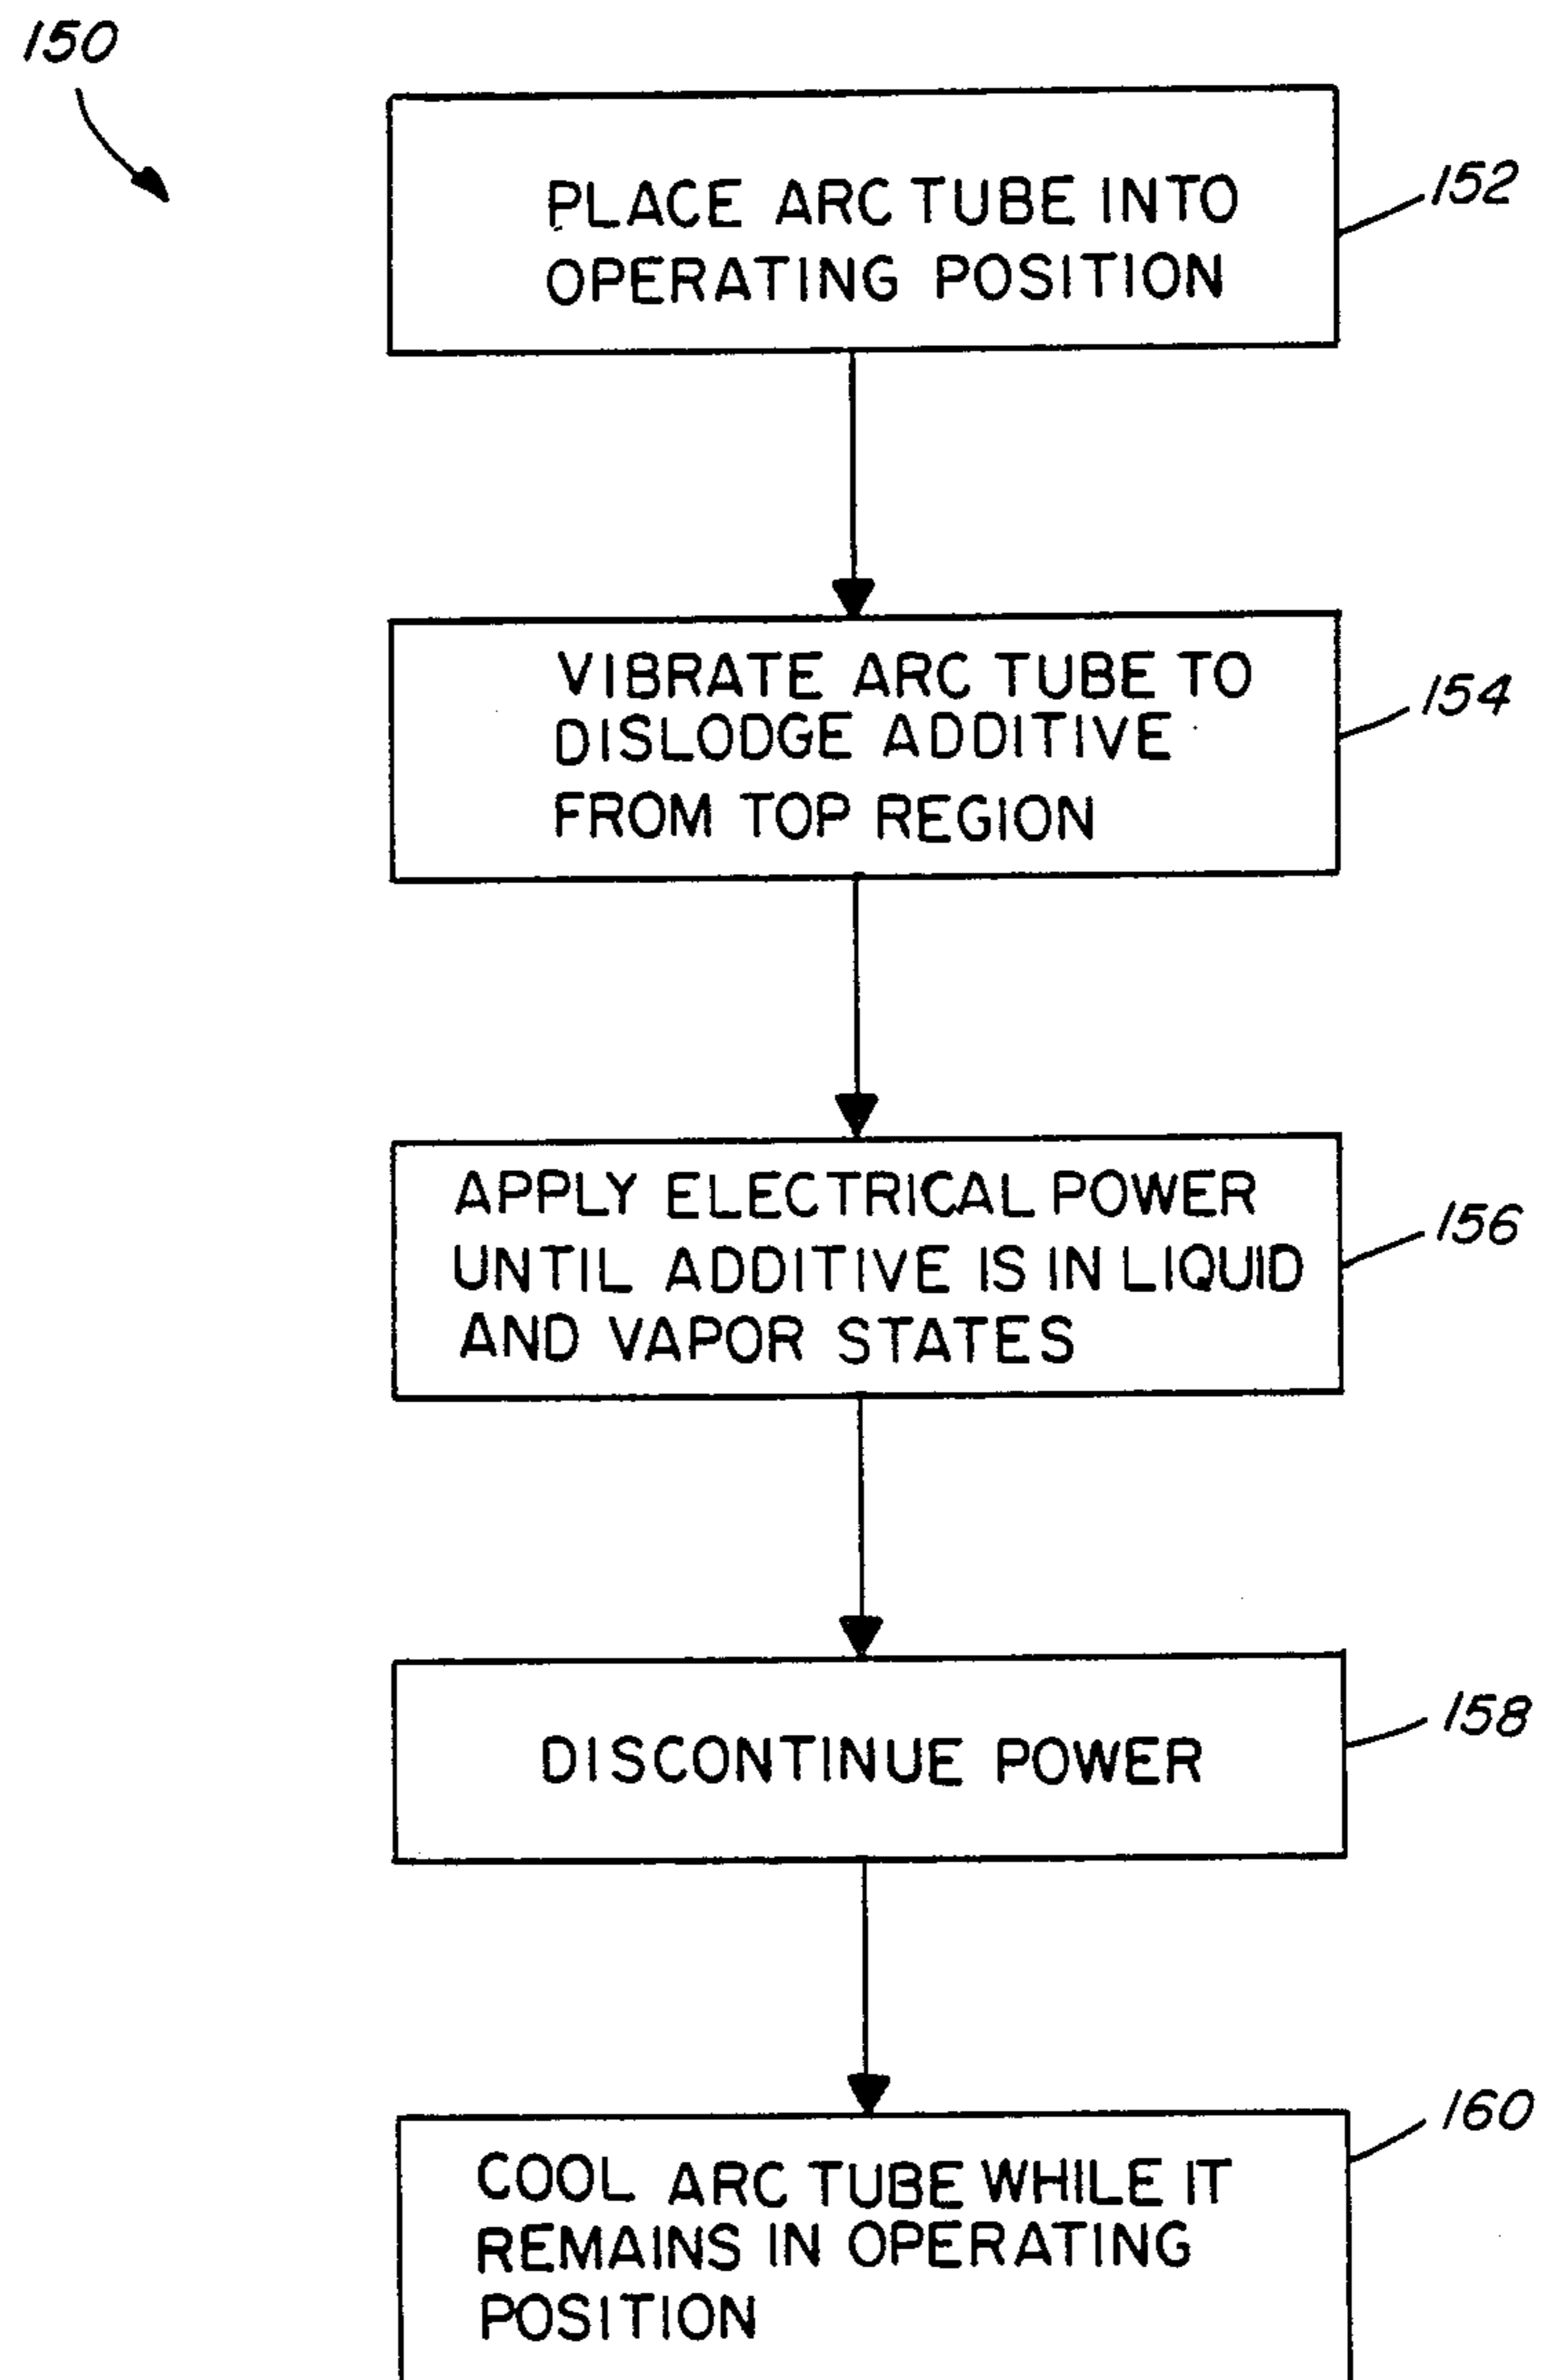 150
PLACE ARC TUBE INTO
OPERATING POSITION
152
VIBRATE ARC TUBE TO
DISLODGE ADDITIVE
FROM TOP REGION
154
APPLY ELECTRICAL POWER
UNTIL ADDITIVE IS IN LIQUID
AND VAPOR STATES
156
DISCONTINUE POWER
158
COOL ARC TUBE WHILE IT
REMAINS IN OPERATING
POSITION
160